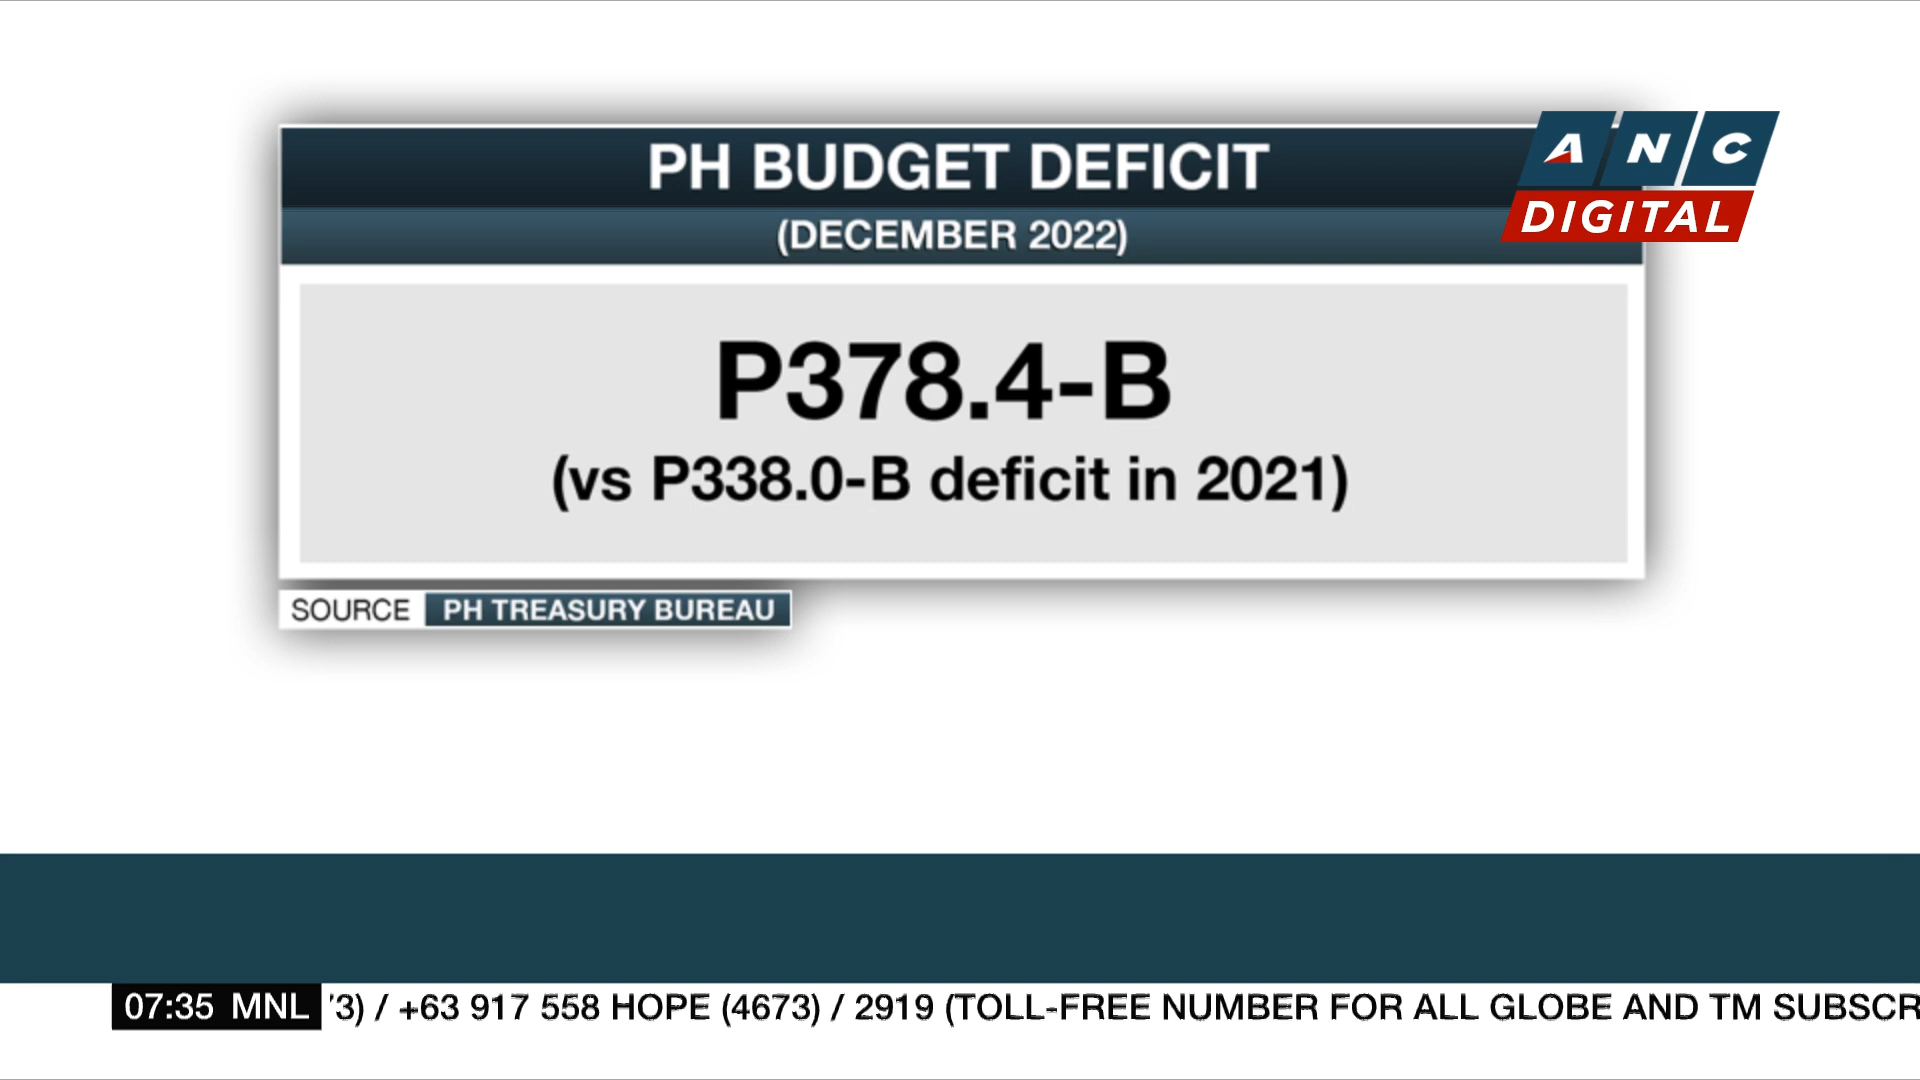 PH BUDGET DEFICIT
(DECEMBER 2022)
ANC
DIGITAL
P378.4-B
(vs P338.0-B deficit in 2021)
SOURCE PH TREASURY BUREAU
07:35 MNL 73) / +63 917 558 HOPE (4673) / 2919 (TOLL-FREE NUMBER FOR ALL GLOBE AND TM SUBSCR